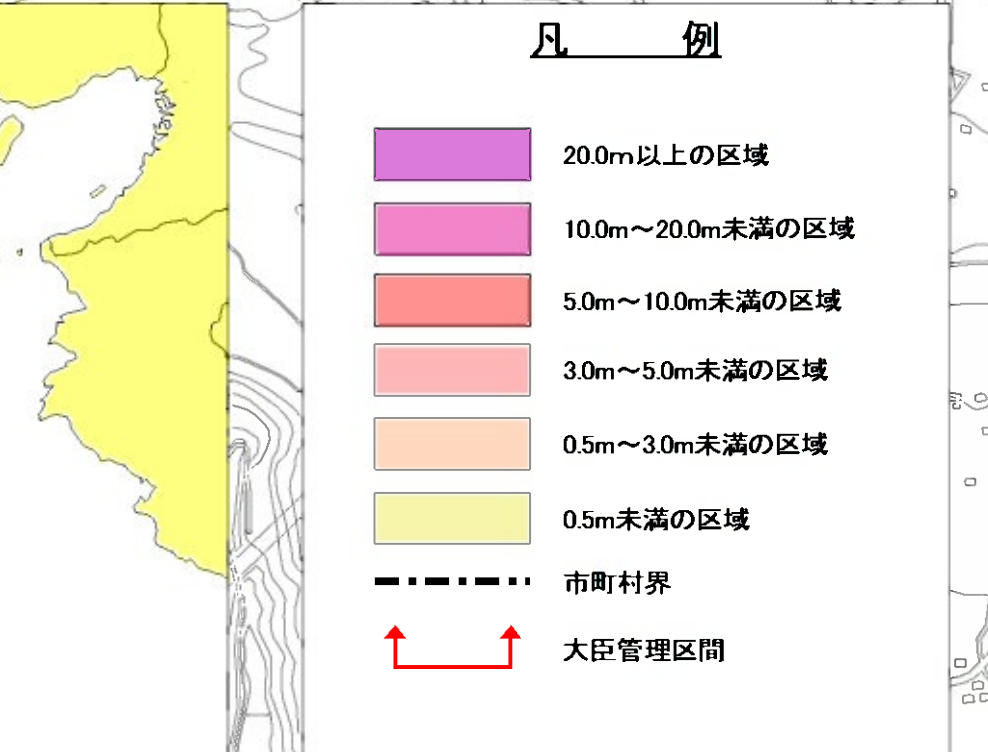 凡　例
20.0m以上の区域
10.0m～20.0m未満の区域
5.0m～10.0m未満の区域
3.0m～5.0m未満の区域
0.5m～3.0m未満の区域
0.5m未満の区域
市町村界
大臣管理区間